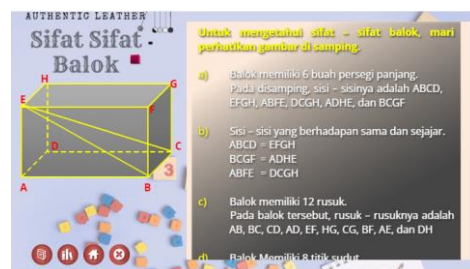 AUTHENTIC LEATHER
Sifat Sifat
Balok
H
G
E
F
D
C
A
B
3
Untuk mengetahui sifat – sifat balok, mari
perhatikan gambar di samping.
a) Balok memiliki 6 buah persegi panjang.
Pada disamping, sisi – sisinya adalah ABCD,
EFGH, ABFE, DCGH, ADHE, dan BCGF
b) Sisi – sisi yang berhadapan sama dan sejajar.
ABCD = EFGH
BCGF = ADHE
ABFE = DCGH
c) Balok memiliki 12 rusuk.
Pada balok tersebut, rusuk – rusuknya adalah
AB, BC, CD, AD, EF, HG, CG, BF, AE, dan DH
d) Balok Memiliki 8 titik sudut